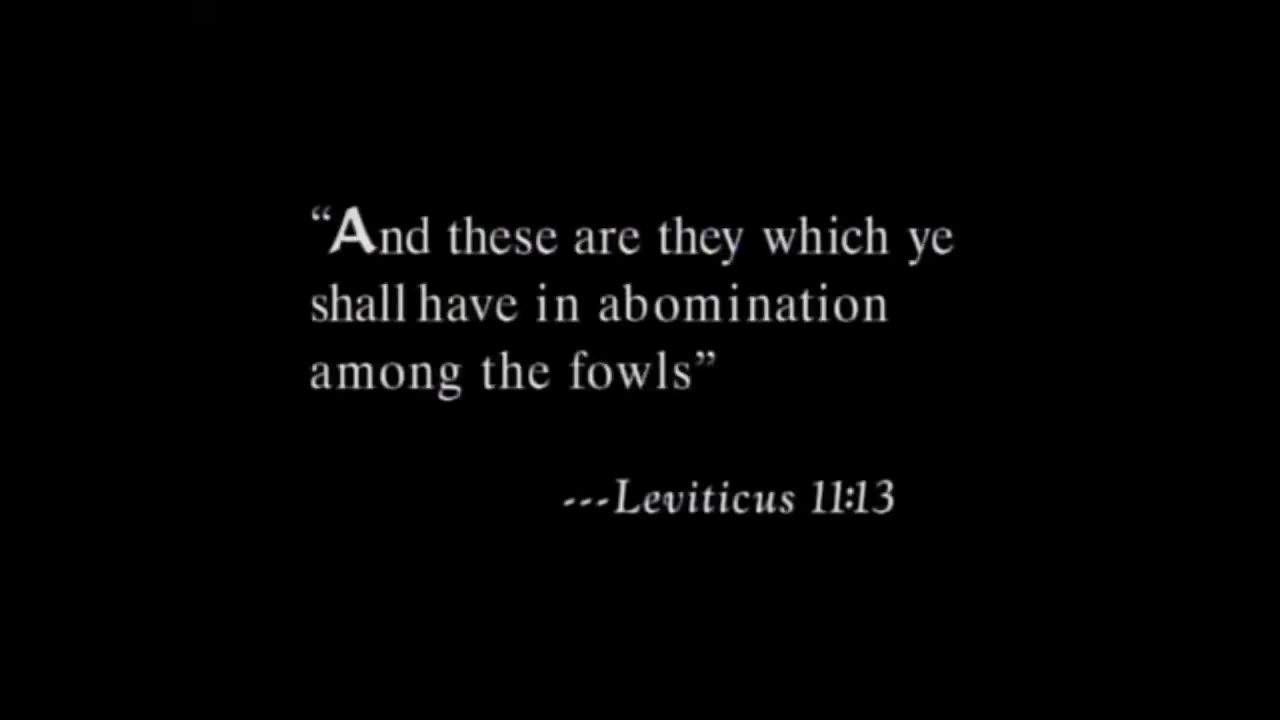 “And these are they which ye
shall have in abomination
among the fowls”
---Leviticus 11:13